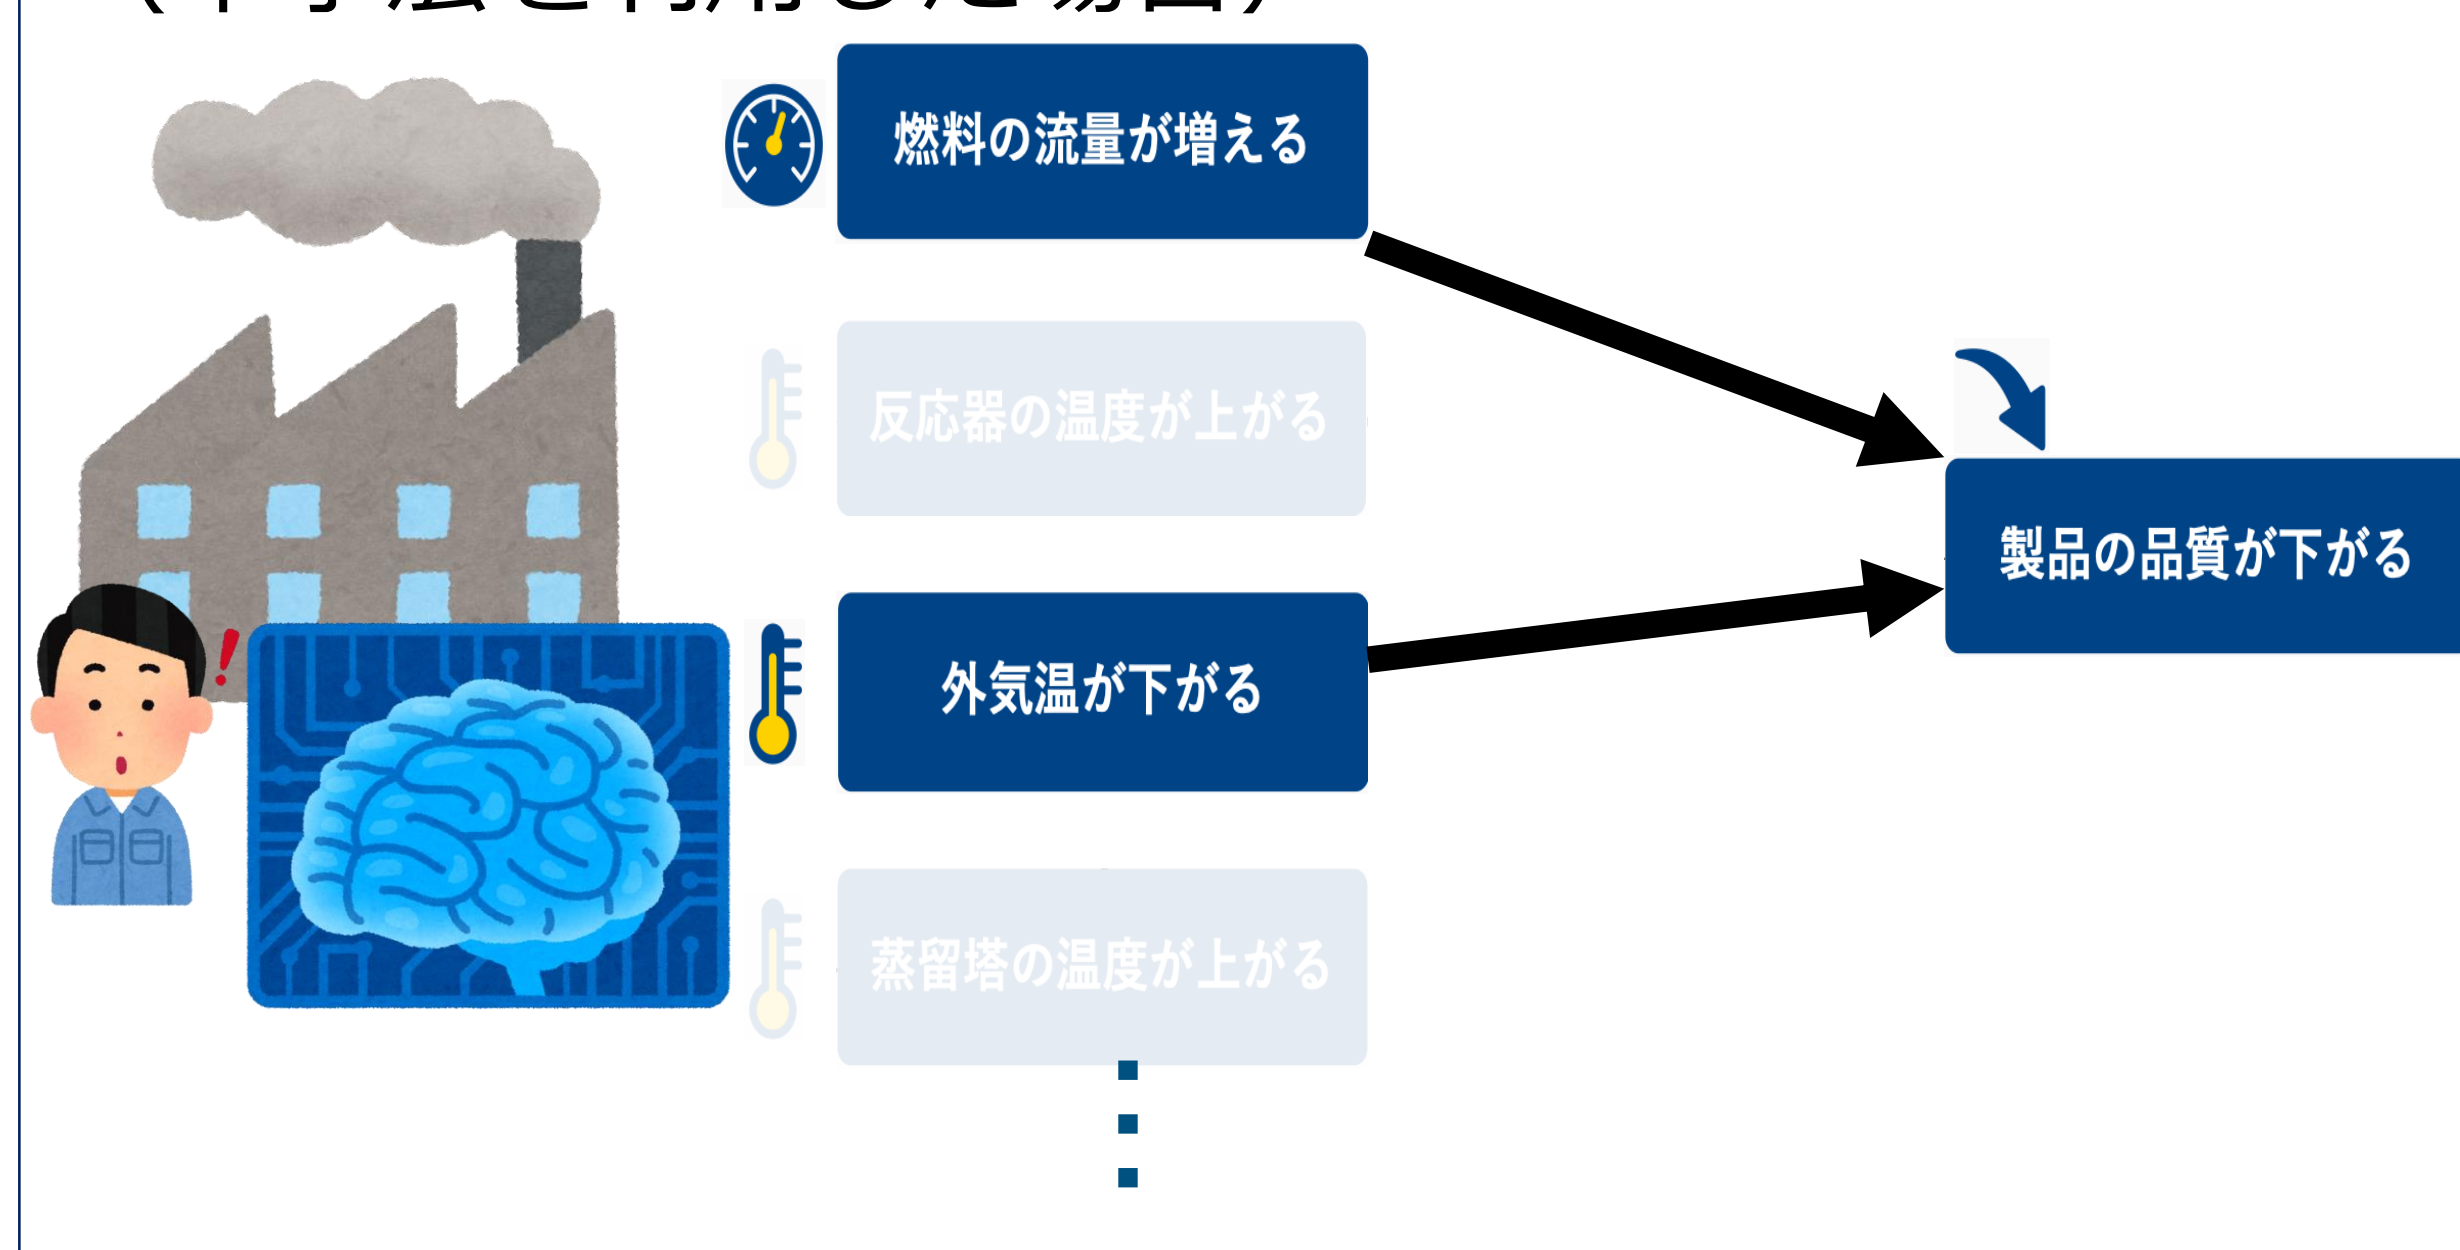 燃料の流量が増える
反応器の温度が上がる
外気温が下がる
蒸留塔の温度が上がる
製品の品質が下がる